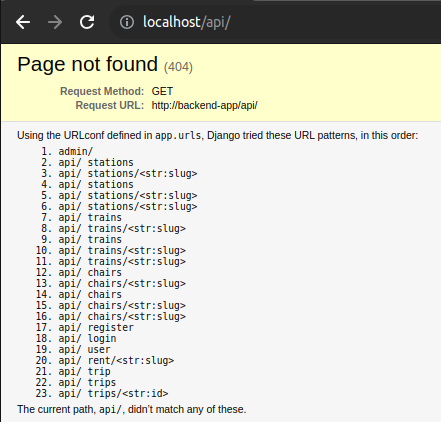 localhost/api/
Page not found (404)
Request Method: GET
Request URL: http://backend-app/api/
Using the URLconf defined in app.urls, Django tried these URL patterns, in this order:
1. admin/
2. api/ stations
3. api/ stations/<str:slug>
4. api/ stations
5. api/ stations/<str:slug>
6. api/ stations/<str:slug>
7. api/ trains
8. api/ trains/<str:slug>
9. api/ trains
10. api/ trains/<str:slug>
11. api/ trains/<str:slug>
12. api/ chairs
13. api/ chairs/<str:slug>
14. api/ chairs
15. api/ chairs/<str:slug>
16. api/ chairs/<str:slug>
17. api/ register
18. api/ login
19. api/ user
20. api/ rent/<str:slug>
21. api/ trip
22. api/ trips
23. api/ trips/<str:id>
The current path, api/, didn't match any of these.